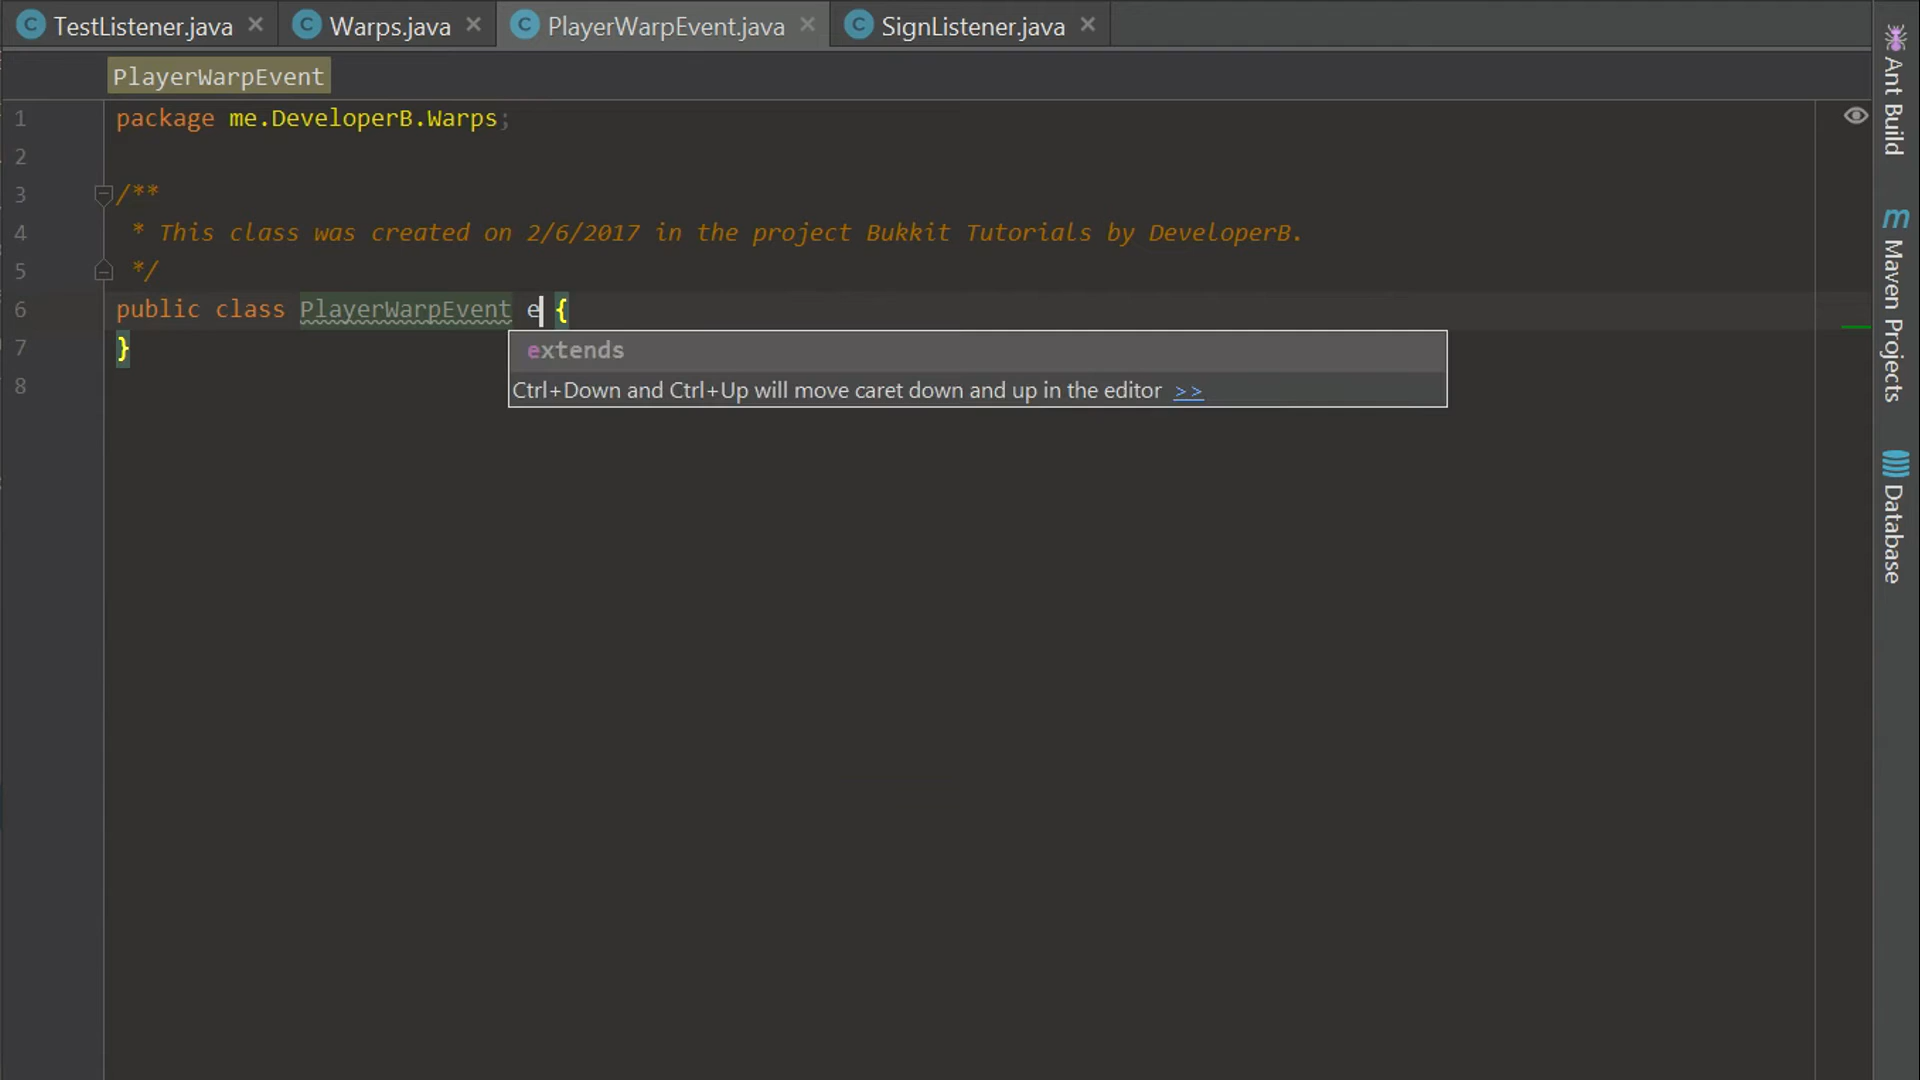 TestListener.java
Warps.java
PlayerWarpEvent.java
SignListener.java
PlayerWarpEvent
1 package me.DeveloperB.Warps;
2
3 /**
4 * This class was created on 2/6/2017 in the project Bukkit Tutorials by DeveloperB.
5 */
6 public class PlayerWarpEvent e {
7 }
8
extends
Ctrl+Down and Ctrl+Up will move caret down and up in the editor >>
Ant Build
Maven Projects
Database